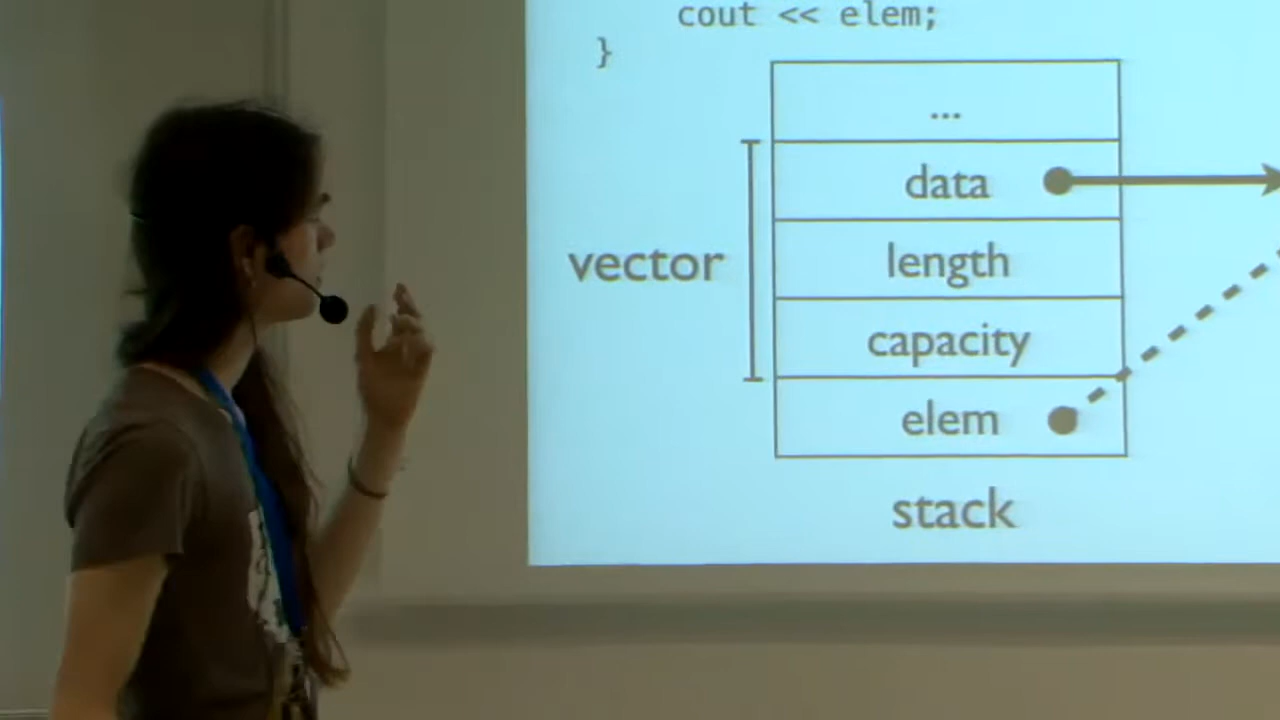 cout << elem;
}
...
data
length
vector
capacity
elem
stack